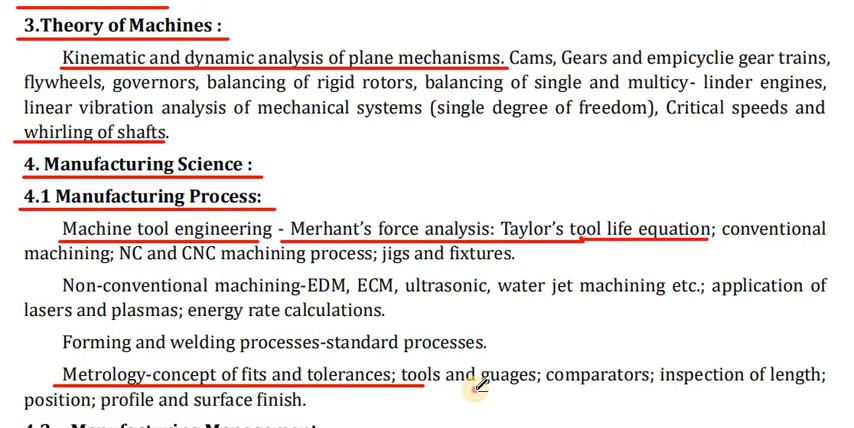 3.Theory of Machines :
Kinematic and dynamic analysis of plane mechanisms. Cams, Gears and empicyclie gear trains,
flywheels, governors, balancing of rigid rotors, balancing of single and multicy- linder engines,
linear vibration analysis of mechanical systems (single degree of freedom), Critical speeds and
whirling of shafts.
4. Manufacturing Science :
4.1 Manufacturing Process:
Machine tool engineering - Merhant's force analysis: Taylor's tool life equation; conventional
machining; NC and CNC machining process; jigs and fixtures.
Non-conventional machining-EDM, ECM, ultrasonic, water jet machining etc.; application of
lasers and plasmas; energy rate calculations.
Forming and welding processes-standard processes.
Metrology-concept of fits and tolerances; tools and guages; comparators; inspection of length;
position; profile and surface finish.